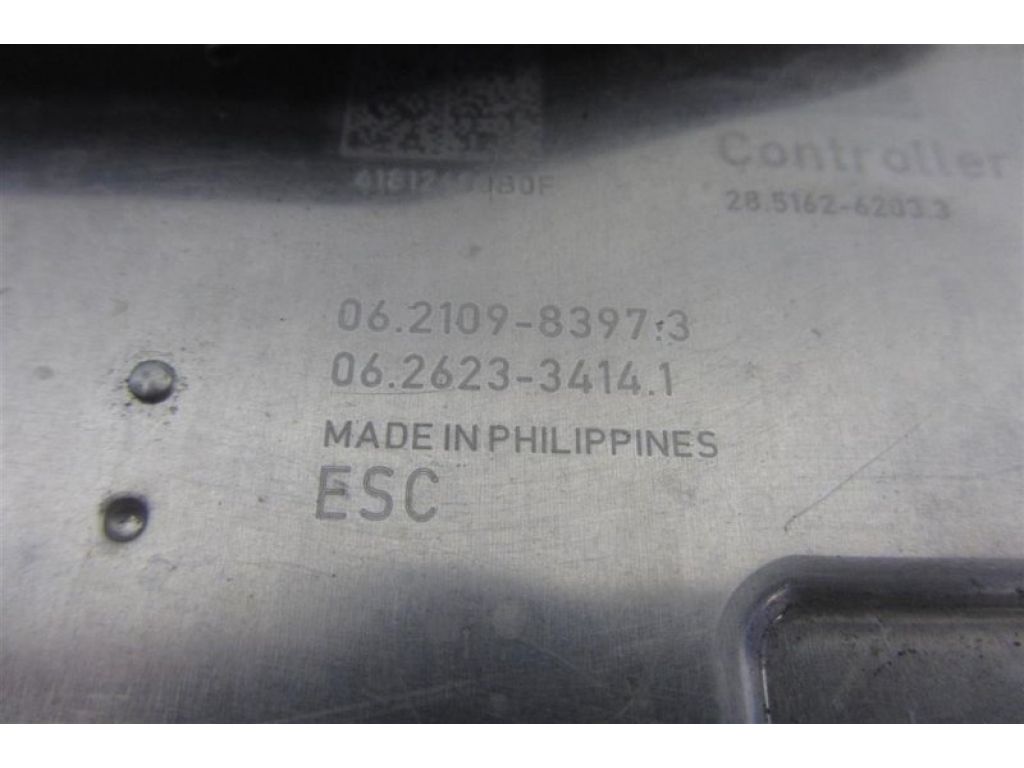 Controller
28.5162-6203.3
06.2109-8397.3
06.2623-3414.1
MADE IN PHILIPPINES
ESC